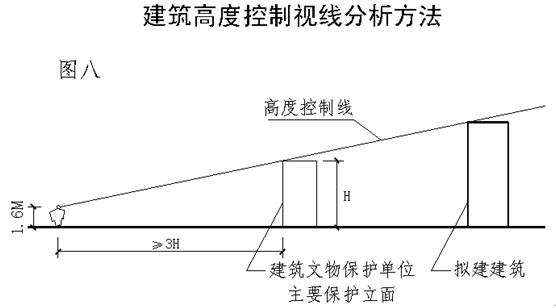 建筑高度控制视线分析方法
图八
高度控制线
1.6M
H
≥3H
建筑文物保护单位
主要保护立面
拟建建筑